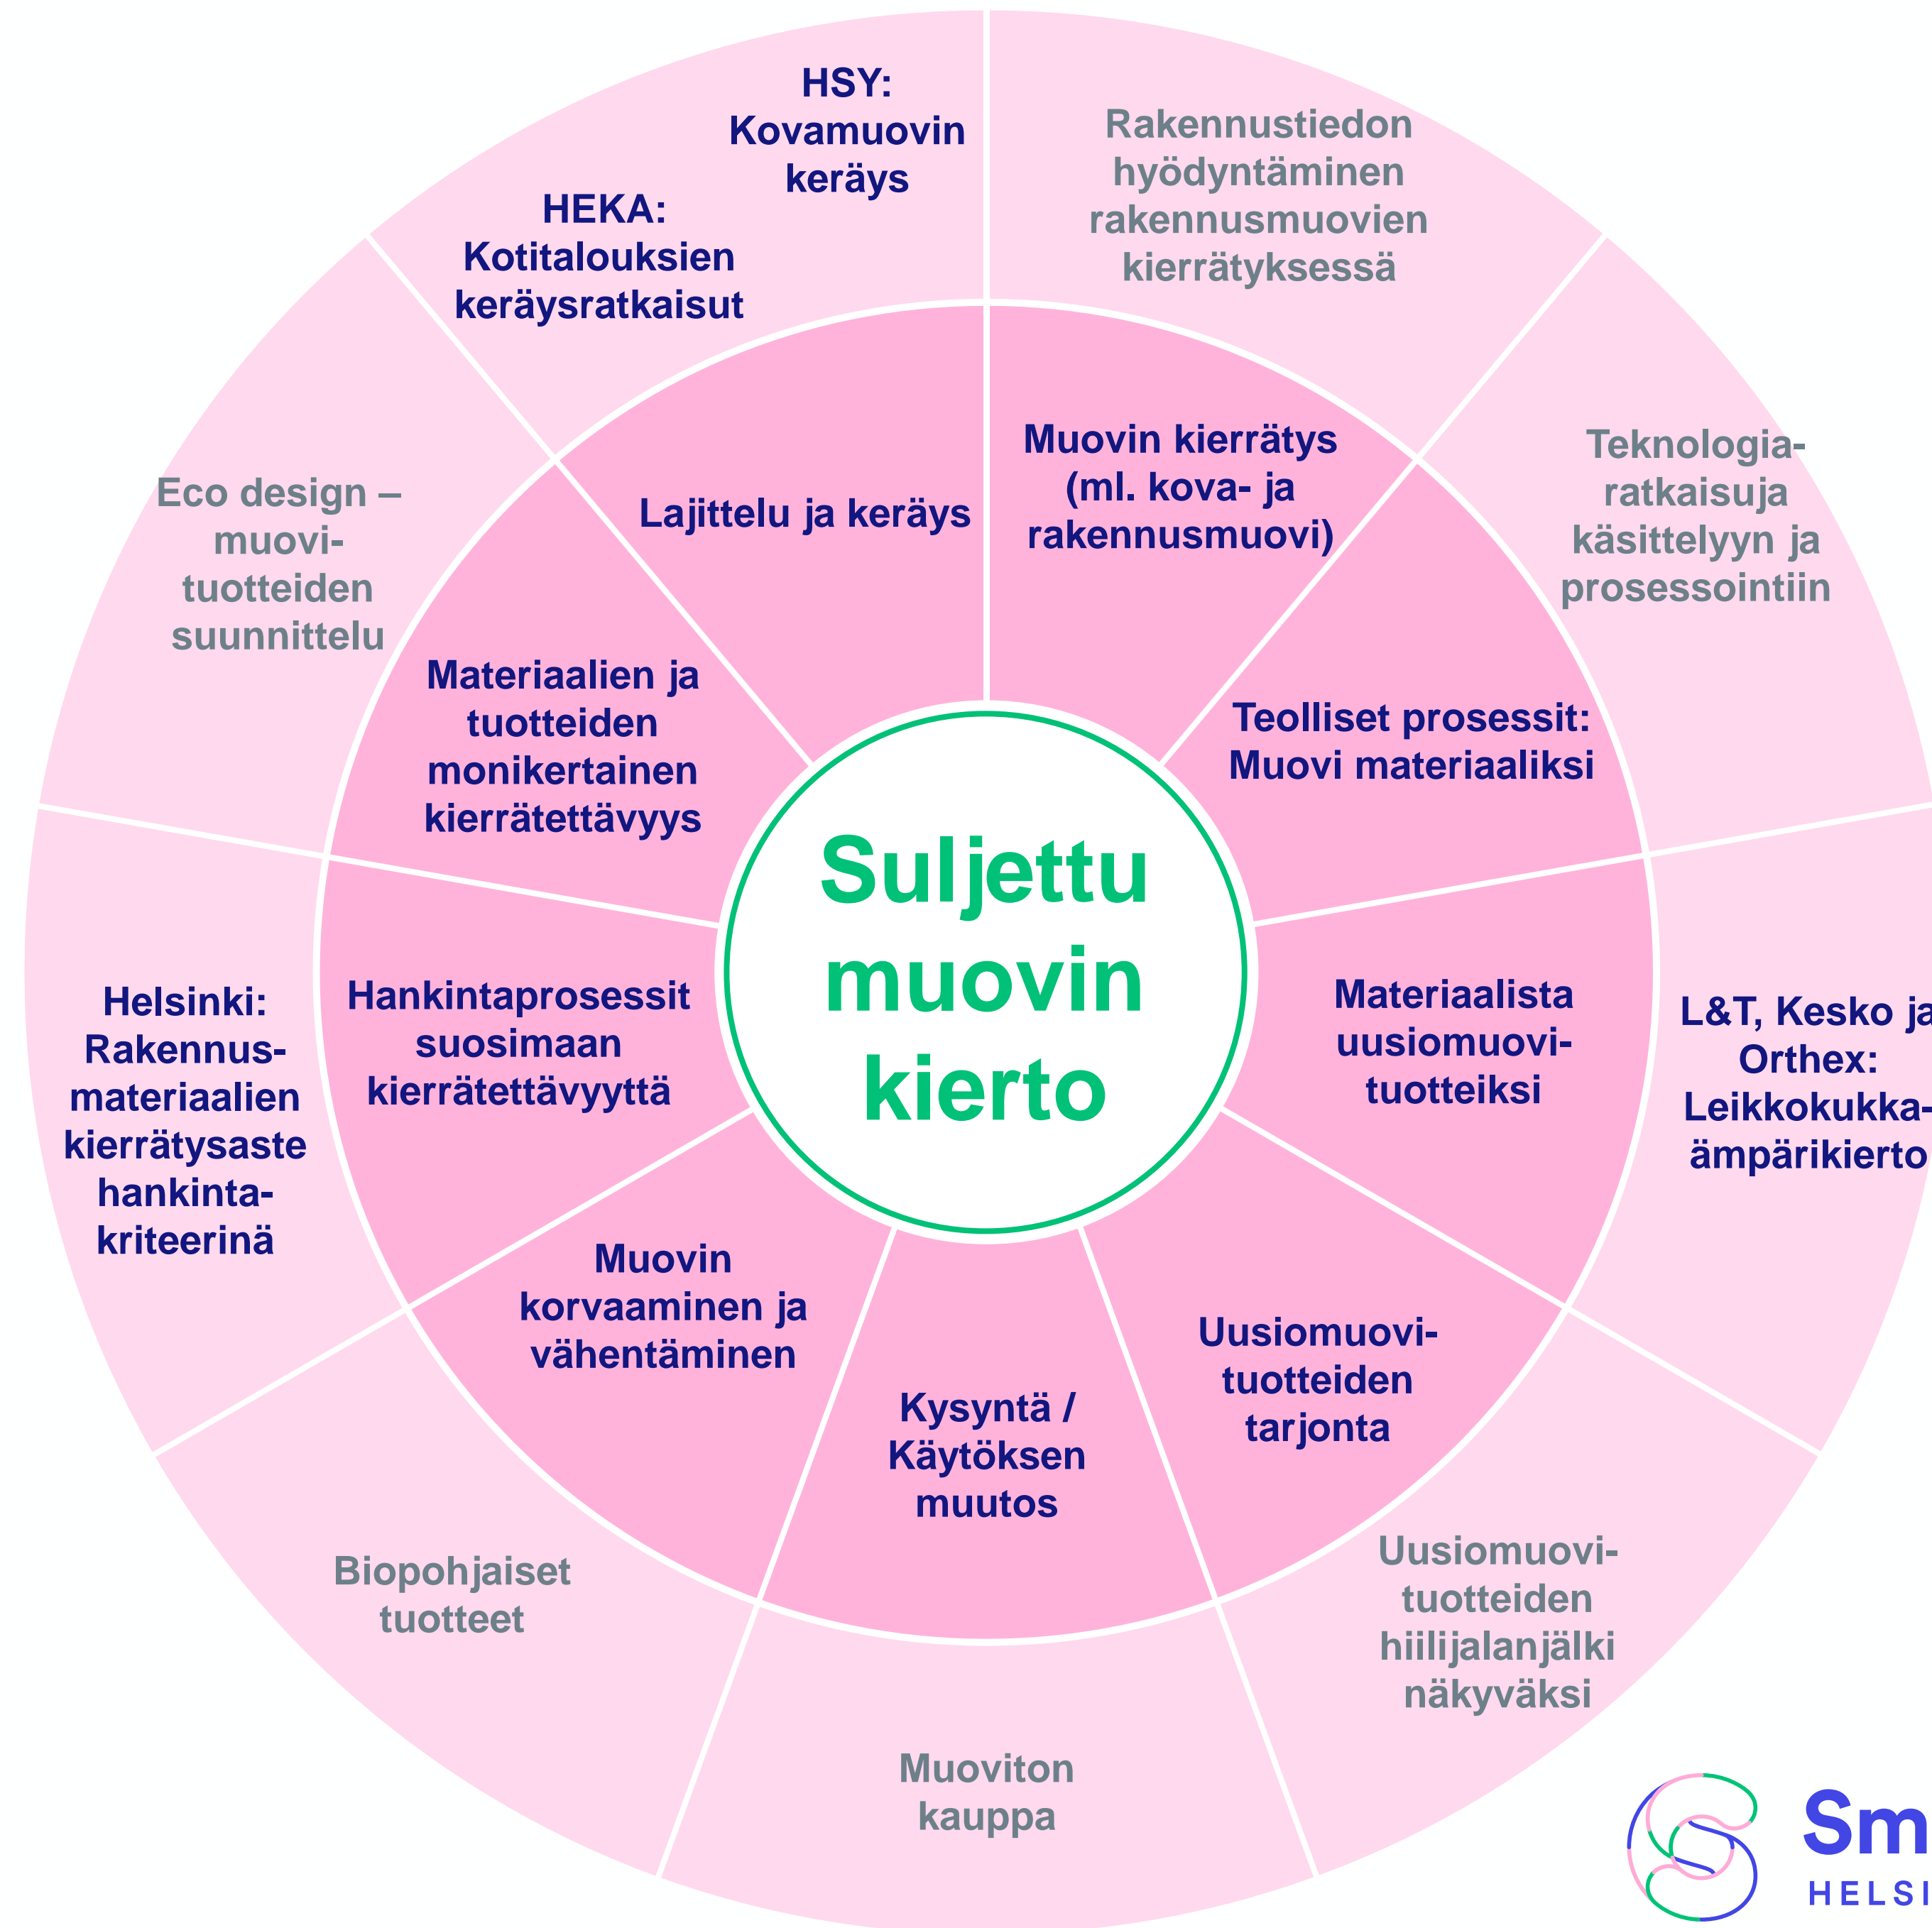 HSY:
Kovamuovin
keräys
HEKA:
Kotitalouksien
keräysratkaisut
Rakennustiedon
hyödyntäminen
rakennusmuovien
kierrätyksessä
Teknologia-
ratkaisuja
käsittelyyn ja
prosessointiin
Eco design –
muovi-
tuotteiden
suunnittelu
Lajittelu ja keräys
Muovin kierrätys
(ml. kova- ja
rakennusmuovi)
Materiaalien ja
tuotteiden
monikertainen
kierrätettävyys
Teolliset prosessit:
Muovi materiaaliksi
Suljettu
muovin
kierto
Helsinki:
Rakennus-
materiaalien
kierrätysaste
hankinta-
kriteerinä
Hankintaprosessit
suosimaan
kierrätettävyyttä
Materiaalista
uusiomuovi-
tuotteiksi
L&T, Kesko ja
Orthex:
Leikkokukka-
ämpärikierto
Muovin
korvaaminen ja
vähentäminen
Kysyntä /
Käytöksen
muutos
Uusiomuovi-
tuotteiden
tarjonta
Biopohjaiset
tuotteet
Muoviton
kauppa
Uusiomuovi-
tuotteiden
hiilijalanjälki
näkyväksi
Sm
HELSI